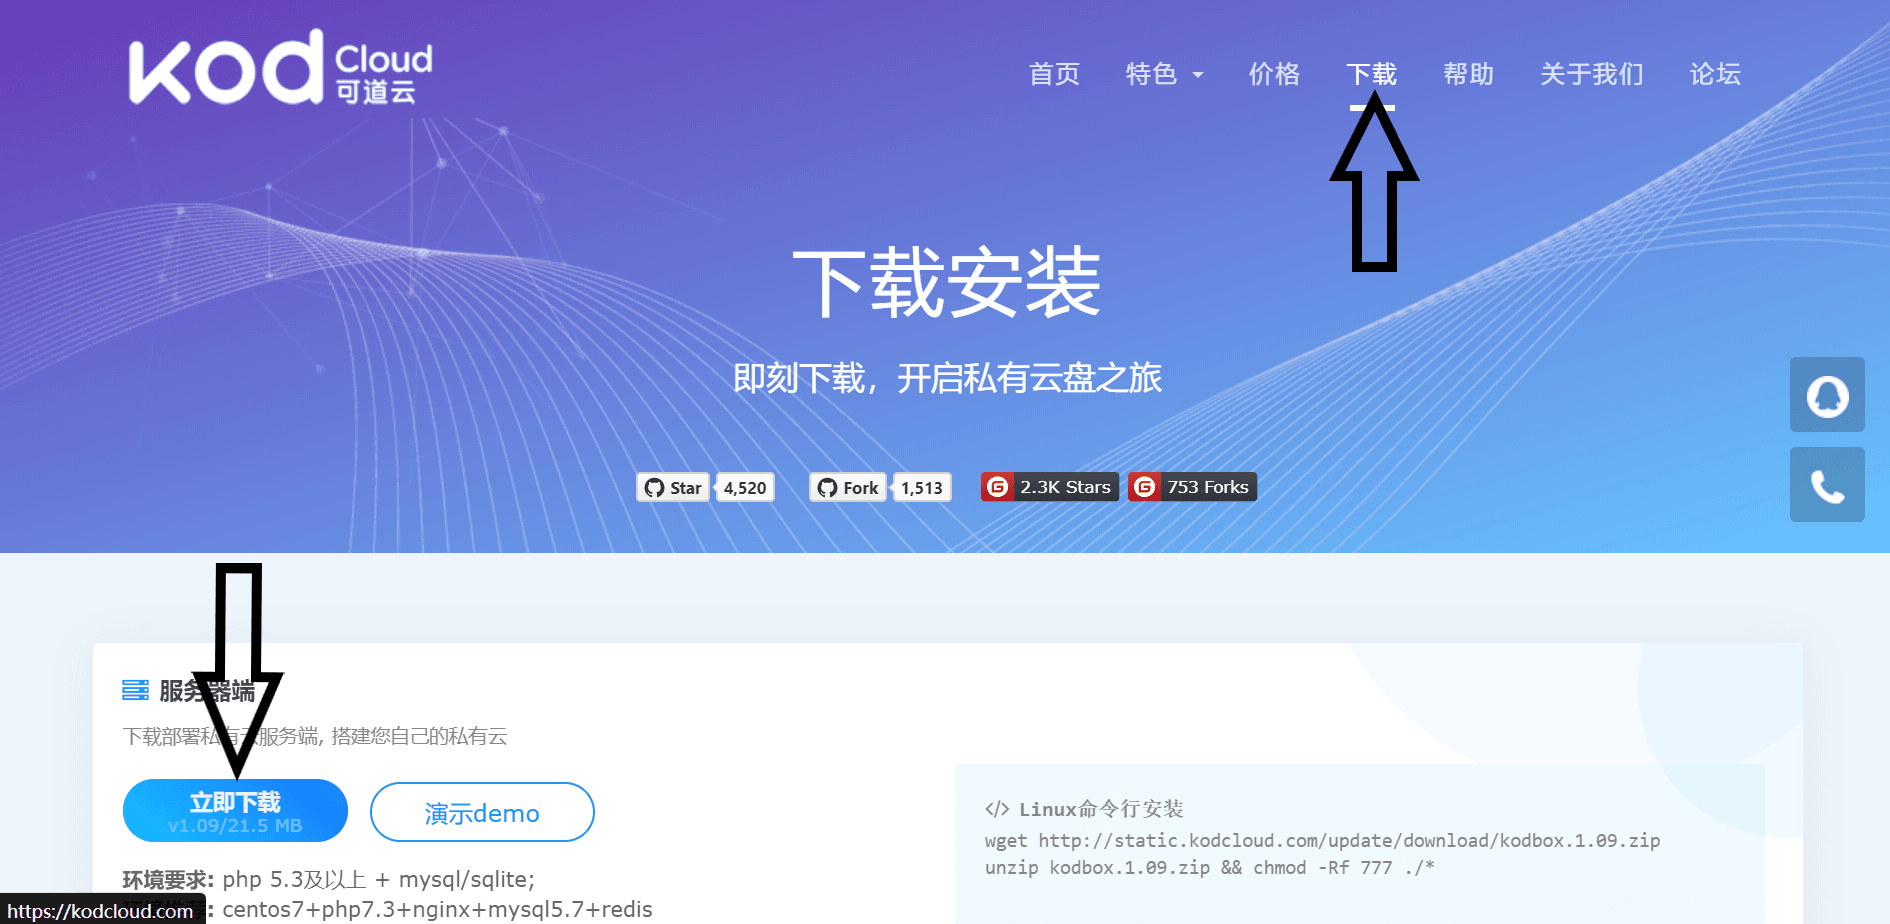 kod Cloud 可道云
首页 特色 价格 下载 帮助 关于我们 论坛
下载安装
即刻下载，开启私有云盘之旅
Star 4,520 Fork 1,513 2.3K Stars 753 Forks
服务器端
下载部署私有云服务端, 搭建您自己的私有云
立即下载
v1.09/21.5 MB
演示demo
</> Linux命令行安装
wget http://static.kodcloud.com/update/download/kodbox.1.09.zip
unzip kodbox.1.09.zip && chmod -Rf 777 ./*
环境要求: php 5.3及以上 + mysql/sqlite;
centos7+php7.3+nginx+mysql5.7+redis
https://kodcloud.com